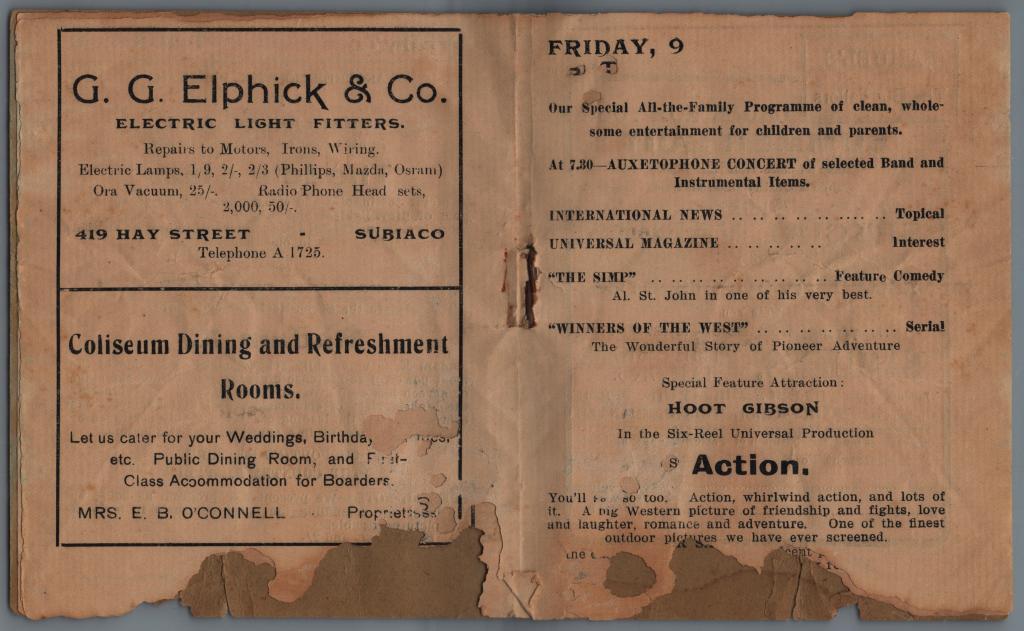 G. G. Elphick & Co.
ELECTRIC LIGHT FITTERS.
Repairs to Motors, Irons, Wiring.
Electric Lamps, 1/9, 2/-, 2/3 (Phillips, Mazda, Osram)
Ora Vacuum, 25/-. Radio Phone Head sets,
2,000, 50/-.
419 HAY STREET - SUBIACO
Telephone A 1725.
Coliseum Dining and Refreshment
Rooms.
Let us cater for your Weddings, Birthda
etc. Public Dining Room, and
Class Accommodation for Boarders.
MRS. E. B. O'CONNELL Proprietress
FRIDAY, 9
Our Special All-the-Family Programme of clean, whole-
some entertainment for children and parents.
At 7.30—AUXETOPHONE CONCERT of selected Band and
Instrumental Items.
INTERNATIONAL NEWS .. .. .. .. .... .. Topical
UNIVERSAL MAGAZINE .. .. .. .. .. Interest
"THE SIMP" .. .. .. .. .. .. .. .. .. Feature Comedy
Al. St. John in one of his very best.
"WINNERS OF THE WEST" .. .. .. .. .. .. .. Serial
The Wonderful Story of Pioneer Adventure
Special Feature Attraction:
HOOT GIBSON
In the Six-Reel Universal Production
Action.
You'll so too. Action, whirlwind action, and lots of
it. A big Western picture of friendship and fights, love
and laughter, romance and adventure. One of the finest
outdoor pictures we have ever screened.